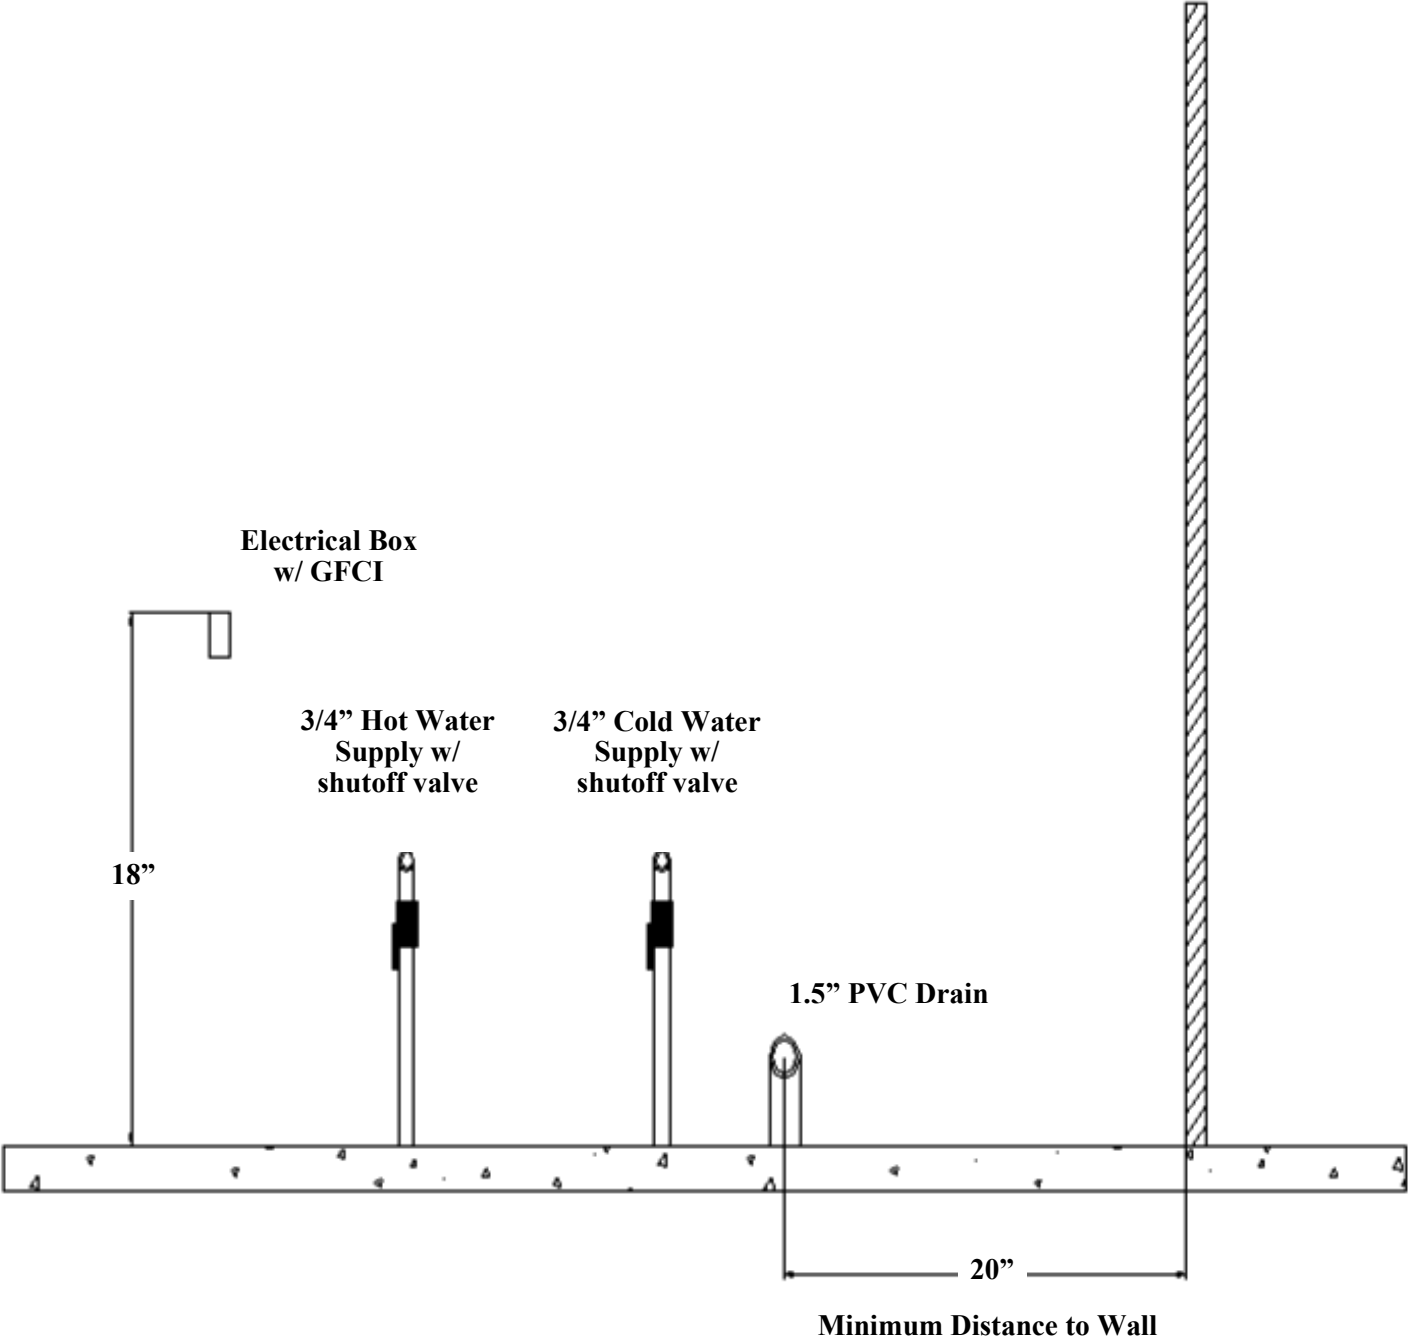 Electrical Box
w/ GFCI
3/4” Hot Water
Supply w/
shutoff valve
3/4” Cold Water
Supply w/
shutoff valve
18”
1.5” PVC Drain
20”
Minimum Distance to Wall